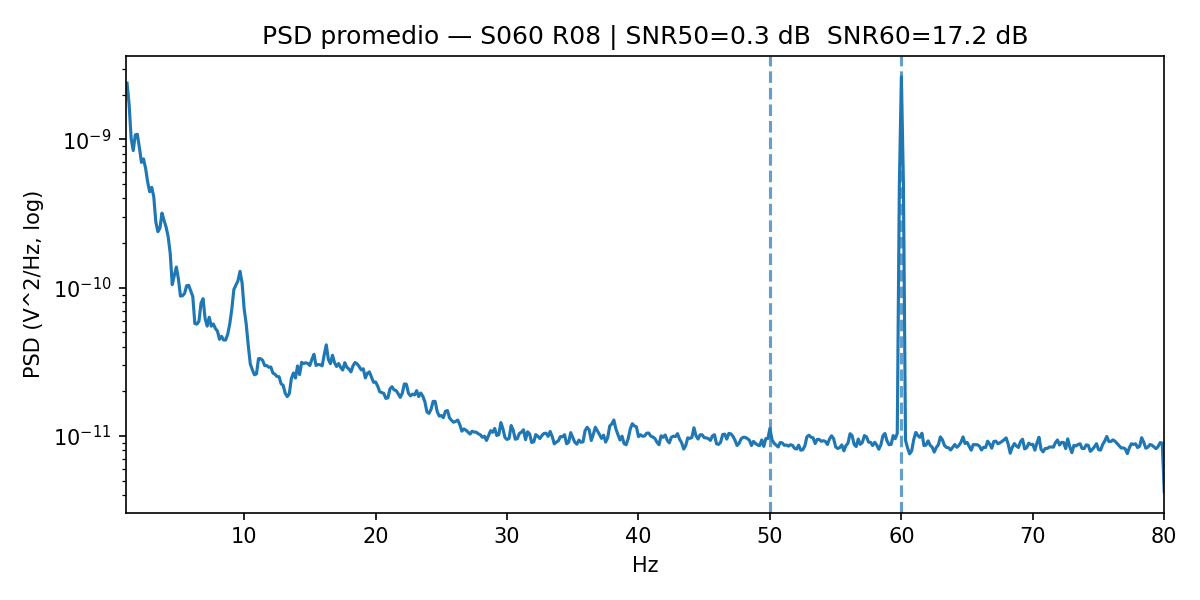 PSD promedio — S060 R08 | SNR50=0.3 dB  SNR60=17.2 dB
PSD (V^2/Hz, log)
10⁻⁹
10⁻¹⁰
10⁻¹¹
10 20 30 40 50 60 70 80
Hz